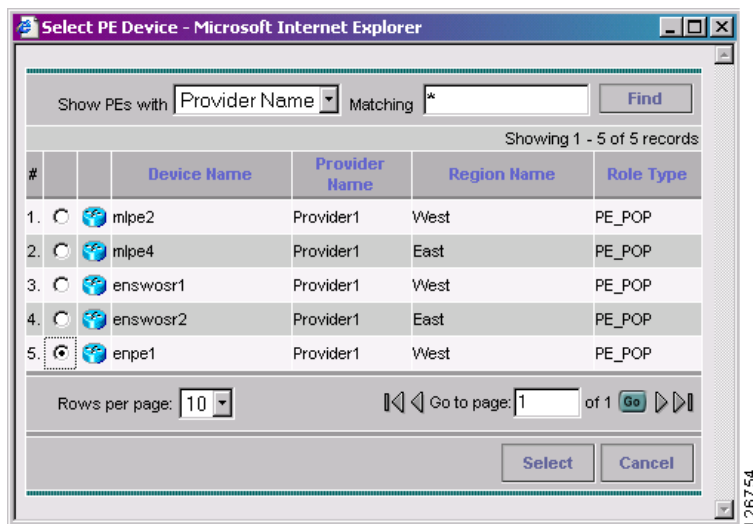 Select PE Device - Microsoft Internet Explorer
Show PEs with Provider Name Matching * Find
Showing 1 - 5 of 5 records
# Device Name Provider Name Region Name Role Type
1. mlpe2 Provider1 West PE_POP
2. mlpe4 Provider1 East PE_POP
3. enswosr1 Provider1 West PE_POP
4. enswosr2 Provider1 East PE_POP
5. enpe1 Provider1 West PE_POP
Rows per page: 10 Go to page: 1 of 1 Go
Select Cancel